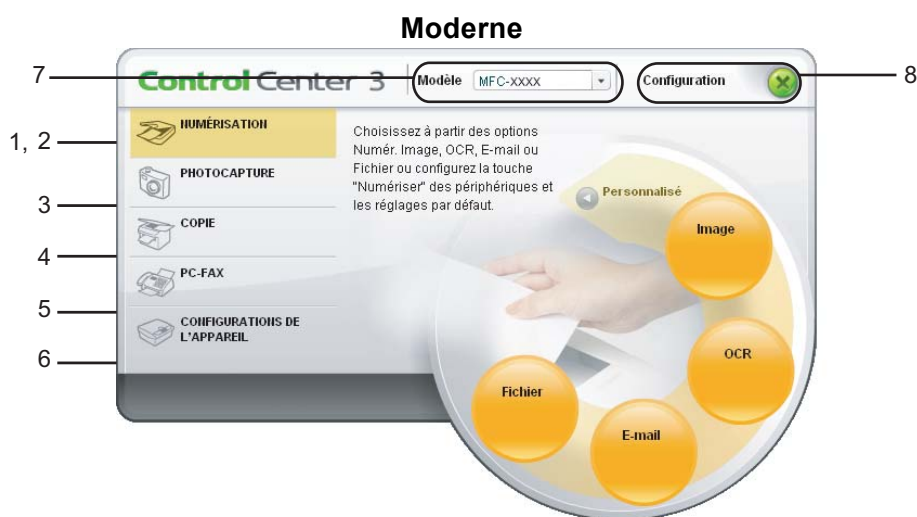 Moderne
7
Control Center 3
Modèle
MFC-XXXX
Configuration
8
1, 2
NUMÉRISATION
PHOTOCAPTURE
3
COPIE
4
PC-FAX
5
CONFIGURATIONS DE
L'APPAREIL
6
Choisissez à partir des options
Numér. Image, OCR, E-mail ou
Fichier ou configurez la touche
"Numériser" des périphériques et
les réglages par défaut.
Personnalisé
Image
OCR
E-mail
Fichier